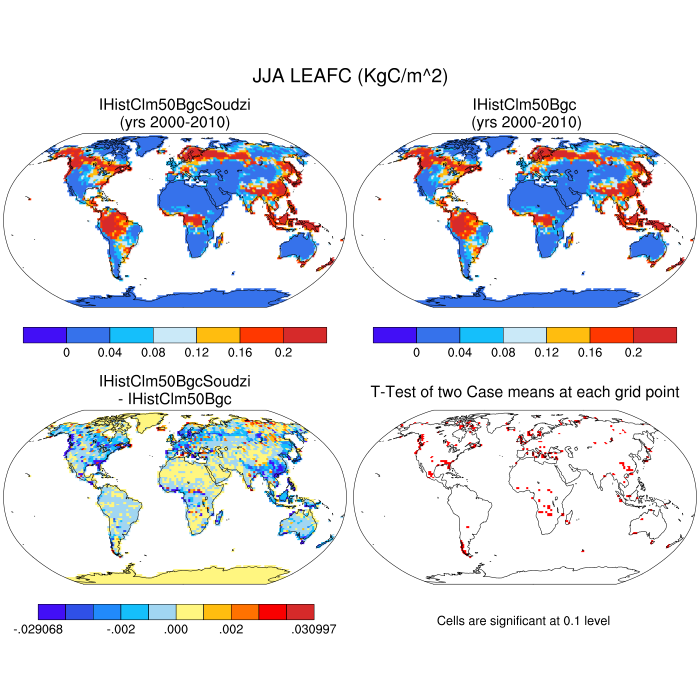 JJA LEAFC (KgC/m^2)
IHistClm50BgcSoudzi
(yrs 2000-2010)
IHistClm50Bgc
(yrs 2000-2010)
0 0.04 0.08 0.12 0.16 0.2
0 0.04 0.08 0.12 0.16 0.2
IHistClm50BgcSoudzi
- IHistClm50Bgc
T-Test of two Case means at each grid point
-.029068 -.002 .000 .002 .030997
Cells are significant at 0.1 level